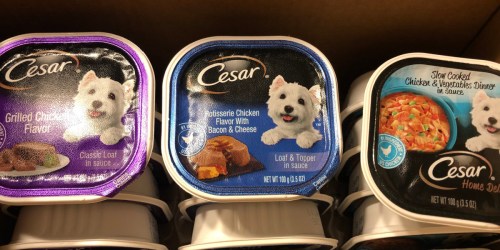 Cesar
Grilled Chicken
Flavor
Classic Loaf
in sauce
Cesar
Rotisserie Chicken
Flavor With
Bacon & Cheese
Loaf & Topper
in sauce
NET WT 100 g (3.5 OZ)
Slow Cooked
Chicken & Vegetables Dinner
in sauce
Cesar
Home Del
NET WT 100 g (3.5 OZ)